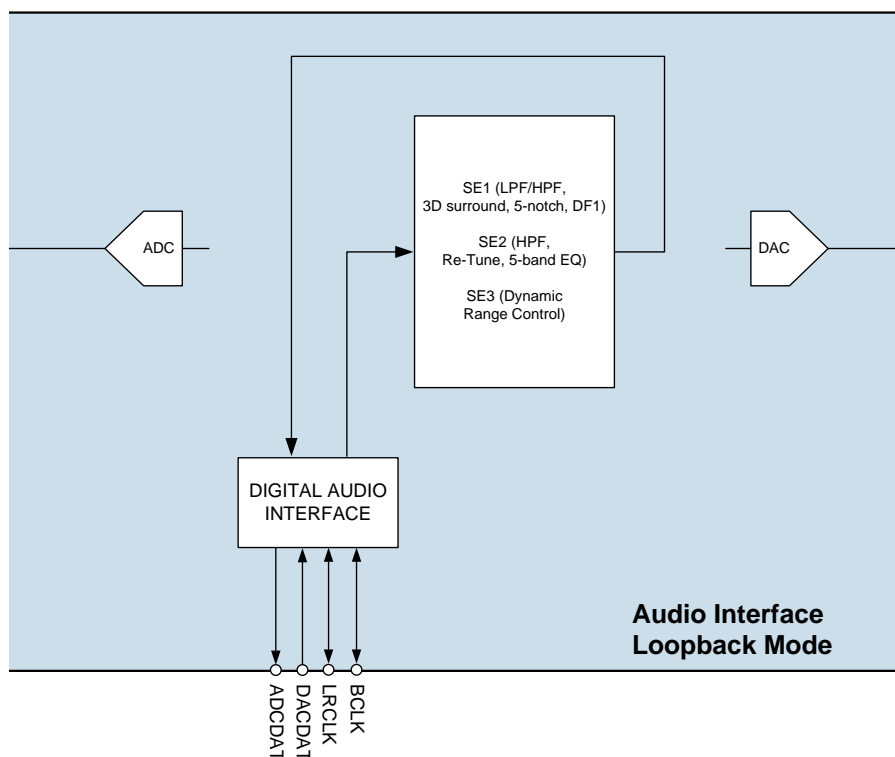 SE1 (LPF/HPF,
3D surround, 5-notch, DF1)
SE2 (HPF,
Re-Tune, 5-band EQ)
SE3 (Dynamic
Range Control)
ADC
DAC
DIGITAL AUDIO
INTERFACE
Audio Interface
Loopback Mode
ADCDAT
DACDAT
LRCLK
BCLK